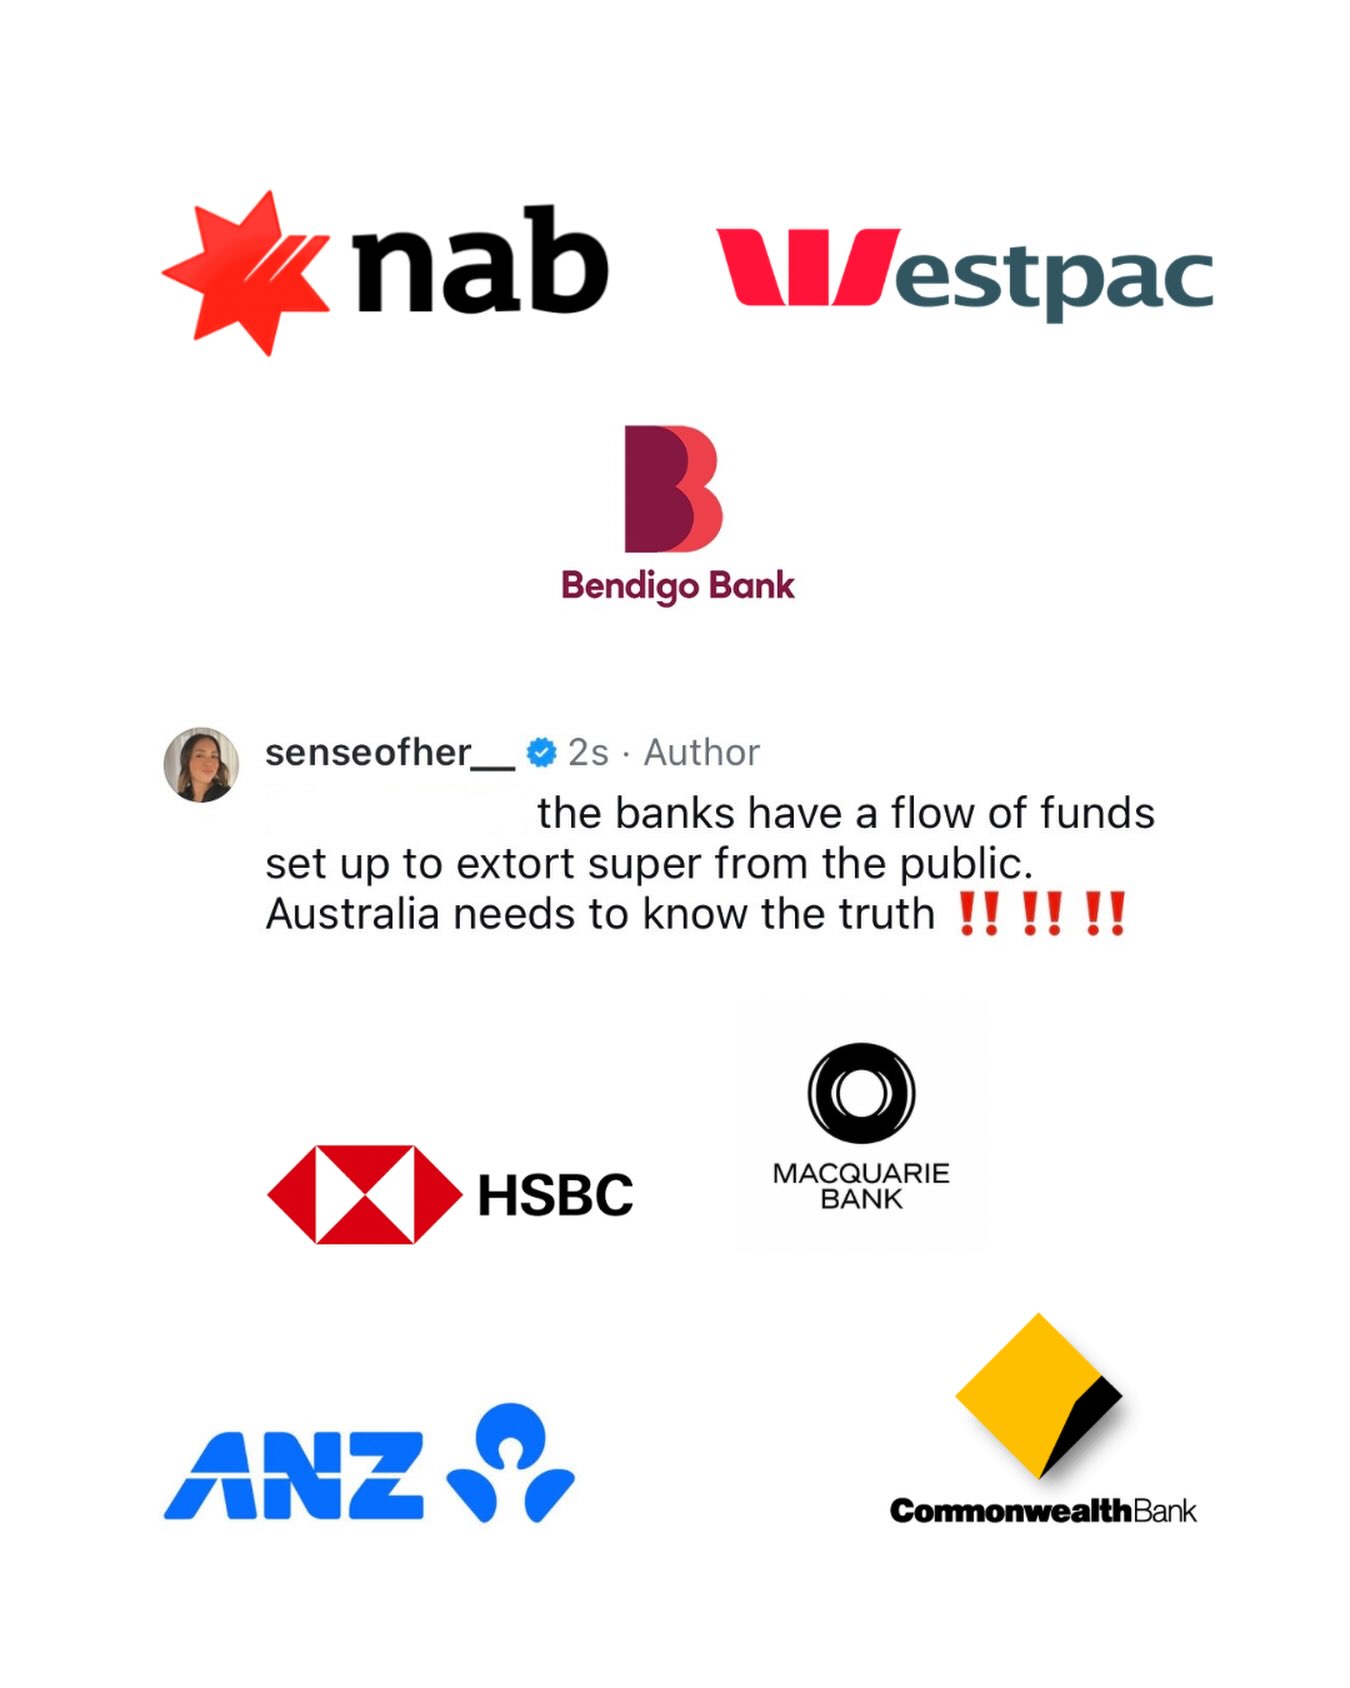 nab
Westpac
Bendigo Bank
senseofher__ 2s · Author
the banks have a flow of funds
set up to extort super from the public.
Australia needs to know the truth ‼️ ‼️ ‼️
MACQUARIE
BANK
HSBC
ANZ
CommonwealthBank